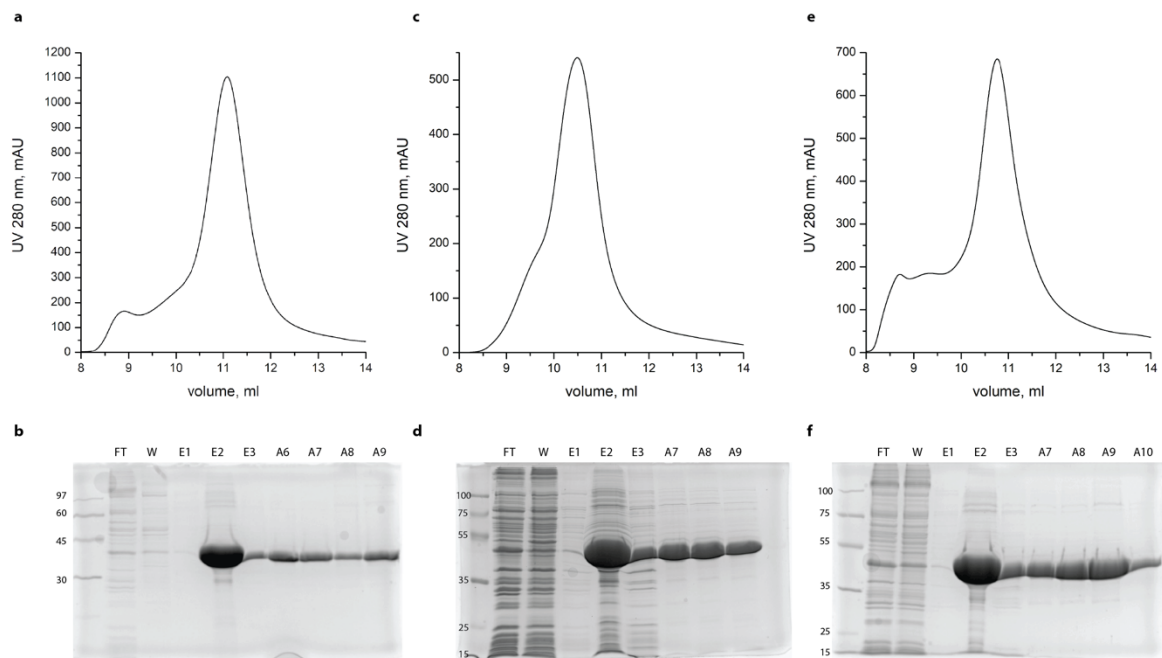 a
1200
1100
1000
900
800
700
600
500
400
300
200
100
0
UV 280 nm, mAU
8 9 10 11 12 13 14
volume, ml
c
500
400
300
200
100
0
UV 280 nm, mAU
8 9 10 11 12 13 14
volume, ml
e
700
600
500
400
300
200
100
0
UV 280 nm, mAU
8 9 10 11 12 13 14
volume, ml
b
FT W E1 E2 E3 A6 A7 A8 A9
97
60
45
30
d
FT W E1 E2 E3 A7 A8 A9
100
75
55
35
25
15
f
FT W E1 E2 E3 A7 A8 A9 A10
100
75
55
35
25
15